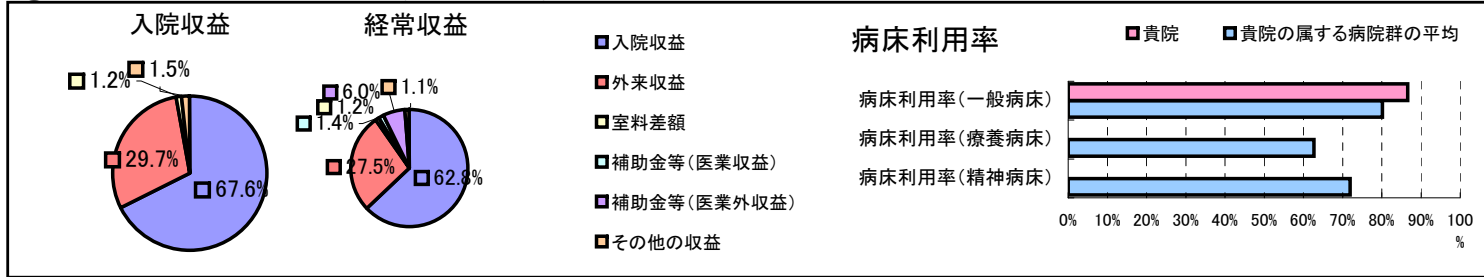 入院収益
1.2%
1.5%
29.7%
67.6%
経常収益
6.0%
1.1%
1.2%
1.4%
27.5%
62.8%
入院収益
外来収益
室料差額
補助金等(医業収益)
補助金等(医業外収益)
その他の収益
病床利用率
貴院
貴院の属する病院群の平均
病床利用率(一般病床)
病床利用率(療養病床)
病床利用率(精神病床)
0% 10% 20% 30% 40% 50% 60% 70% 80% 90% 100
%